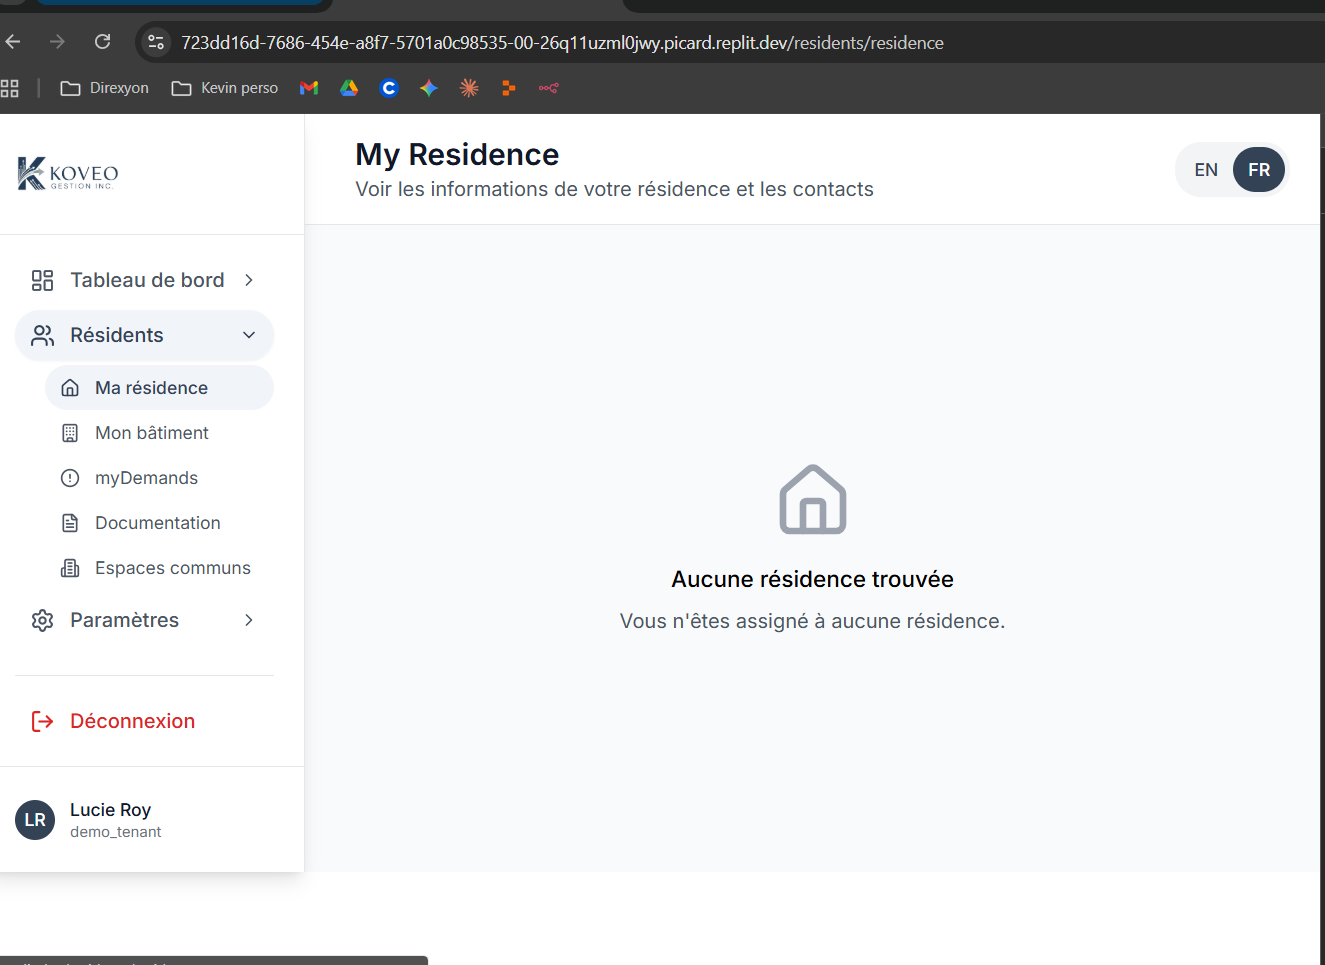 723dd16d-7686-454e-a8f7-5701a0c98535-00-26q11uzml0jwy.picard.replit.dev/residents/residence
Direxyon
Kevin perso
KOVEO
GESTION INC.
My Residence
Voir les informations de votre résidence et les contacts
EN
FR
Tableau de bord
Résidents
Ma résidence
Mon bâtiment
myDemands
Documentation
Espaces communs
Paramètres
Déconnexion
LR
Lucie Roy
demo_tenant
Aucune résidence trouvée
Vous n'êtes assigné à aucune résidence.